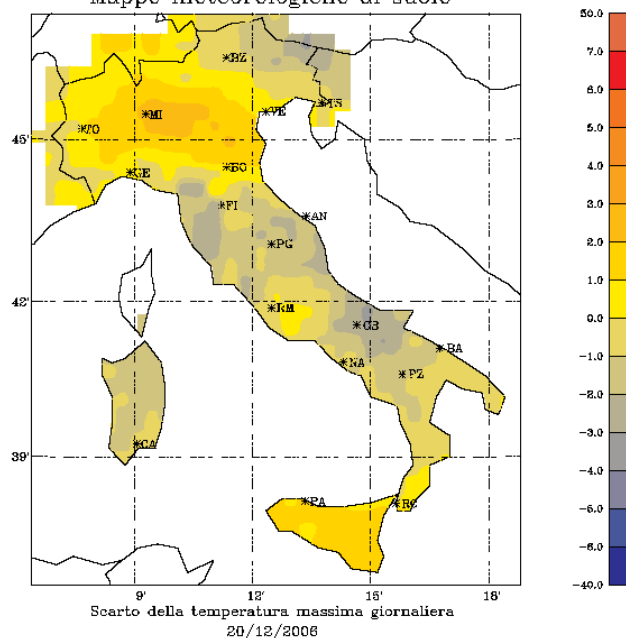 Mappe meteorologiche di suolo
50.0
7.0
6.0
5.0
4.0
3.0
2.0
1.0
0.0
-1.0
-2.0
-3.0
-4.0
-6.0
-8.0
-40.0
*BZ
*TS
*VE
*MI
*TO
45'
*BO
*GE
*FI
*AN
*PG
42'
*RM
*CB
*BA
*NA
*PZ
*CA
39'
*PA
*RC
9' 12' 15' 18'
Scarto della temperatura massima giornaliera
20/12/2006